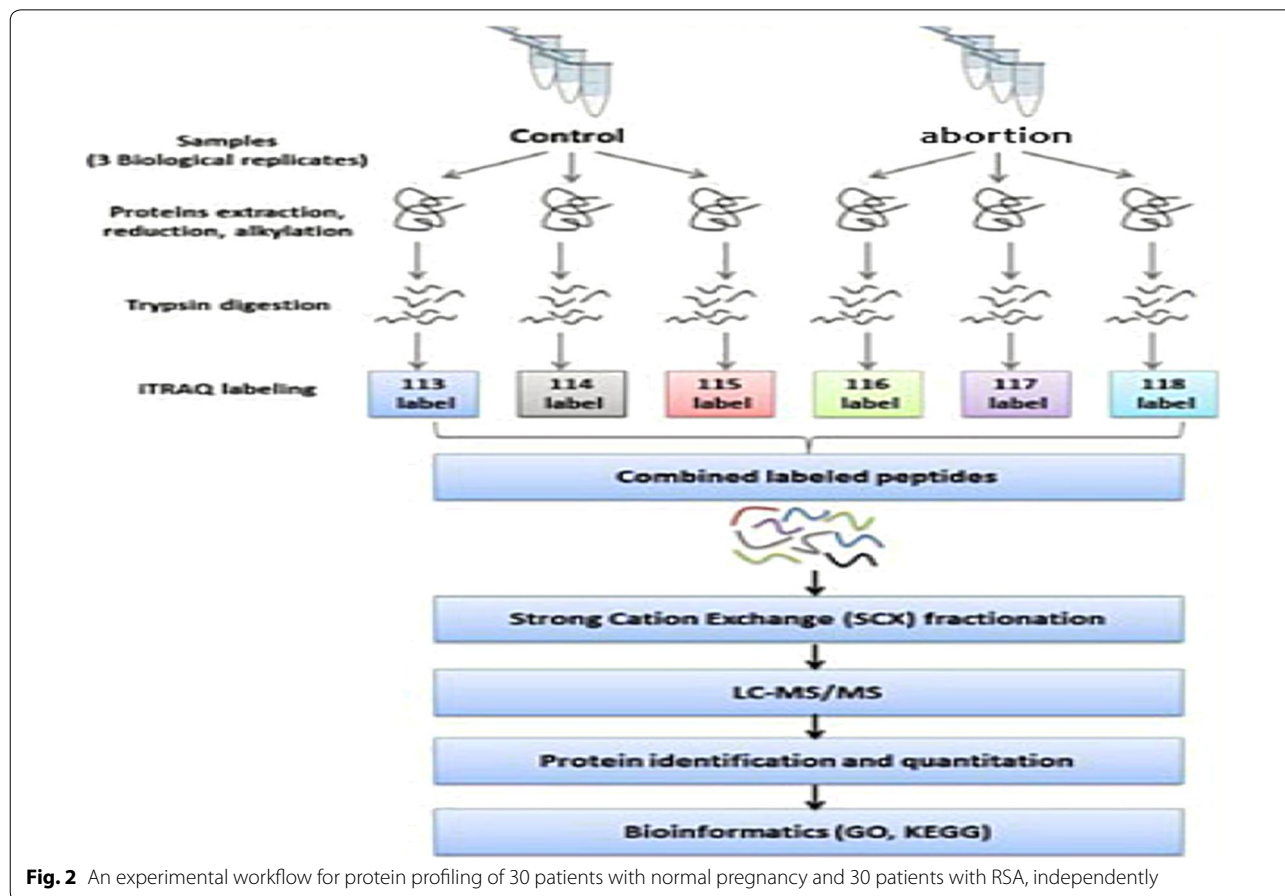 Samples
(3 Biological replicates)
Control
abortion
Proteins extraction,
reduction, alkylation
Trypsin digestion
iTRAQ labeling
113
label
114
label
115
label
116
label
117
label
118
label
Combined labeled peptides
Strong Cation Exchange (SCX) fractionation
LC-MS/MS
Protein identification and quantitation
Bioinformatics (GO, KEGG)
Fig. 2 An experimental workflow for protein profiling of 30 patients with normal pregnancy and 30 patients with RSA, independently